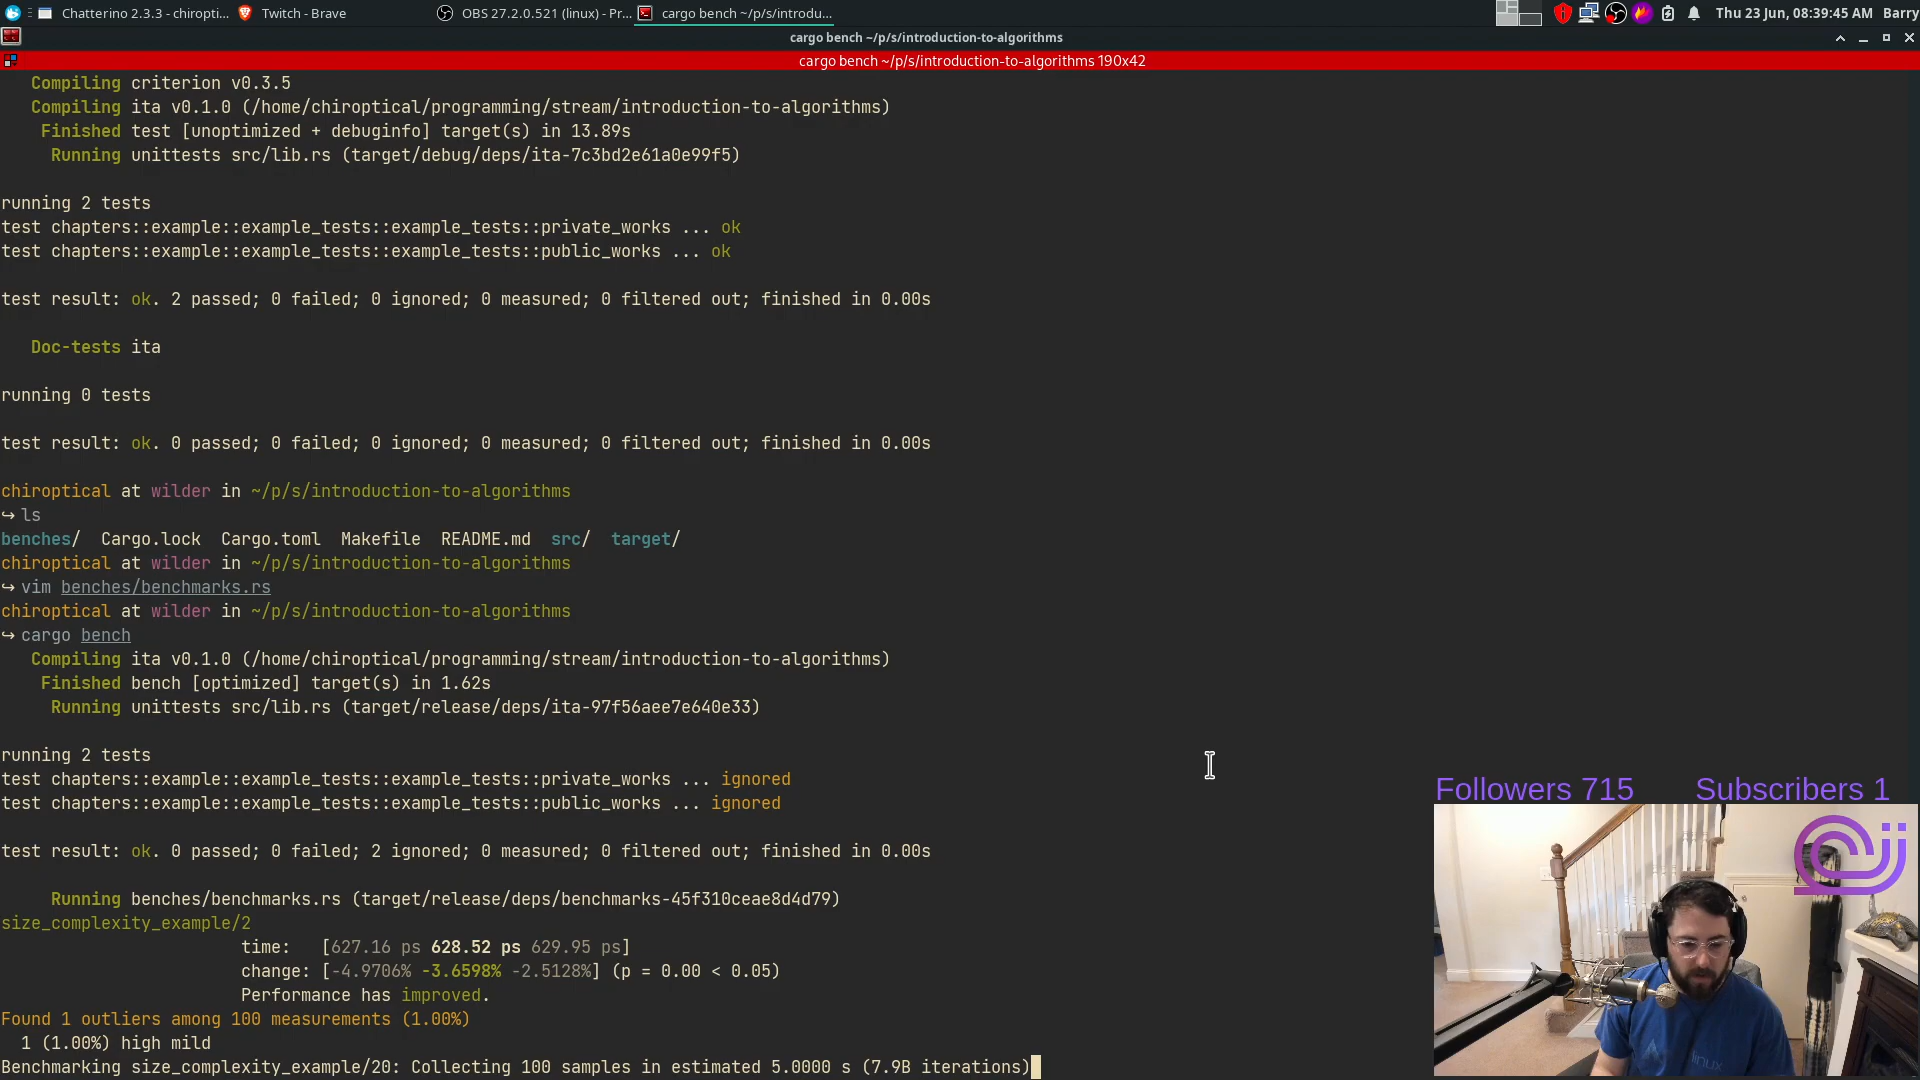 Chatterino 2.3.3 - chiropti... Twitch - Brave OBS 27.2.0.521 (linux) - Pr... cargo bench ~/p/s/introdu... Thu 23 Jun, 08:39:45 AM Barry
cargo bench ~/p/s/introduction-to-algorithms
cargo bench ~/p/s/introduction-to-algorithms 190x42
Compiling criterion v0.3.5
Compiling ita v0.1.0 (/home/chiroptical/programming/stream/introduction-to-algorithms)
Finished test [unoptimized + debuginfo] target(s) in 13.89s
Running unittests src/lib.rs (target/debug/deps/ita-7c3bd2e61a0e99f5)
running 2 tests
test chapters::example::example_tests::example_tests::private_works ... ok
test chapters::example::example_tests::example_tests::public_works ... ok
test result: ok. 2 passed; 0 failed; 0 ignored; 0 measured; 0 filtered out; finished in 0.00s
Doc-tests ita
running 0 tests
test result: ok. 0 passed; 0 failed; 0 ignored; 0 measured; 0 filtered out; finished in 0.00s
chiroptical at wilder in ~/p/s/introduction-to-algorithms
↪ ls
benches/ Cargo.lock Cargo.toml Makefile README.md src/ target/
chiroptical at wilder in ~/p/s/introduction-to-algorithms
↪ vim benches/benchmarks.rs
chiroptical at wilder in ~/p/s/introduction-to-algorithms
↪ cargo bench
Compiling ita v0.1.0 (/home/chiroptical/programming/stream/introduction-to-algorithms)
Finished bench [optimized] target(s) in 1.62s
Running unittests src/lib.rs (target/release/deps/ita-97f56aee7e640e33)
running 2 tests
test chapters::example::example_tests::example_tests::private_works ... ignored
test chapters::example::example_tests::example_tests::public_works ... ignored
test result: ok. 0 passed; 0 failed; 2 ignored; 0 measured; 0 filtered out; finished in 0.00s
Running benches/benchmarks.rs (target/release/deps/benchmarks-45f310ceae8d4d79)
size_complexity_example/2
time: [627.16 ps 628.52 ps 629.95 ps]
change: [-4.9706% -3.6598% -2.5128%] (p = 0.00 < 0.05)
Performance has improved.
Found 1 outliers among 100 measurements (1.00%)
1 (1.00%) high mild
Benchmarking size_complexity_example/20: Collecting 100 samples in estimated 5.0000 s (7.9B iterations)
Followers 715 Subscribers 1